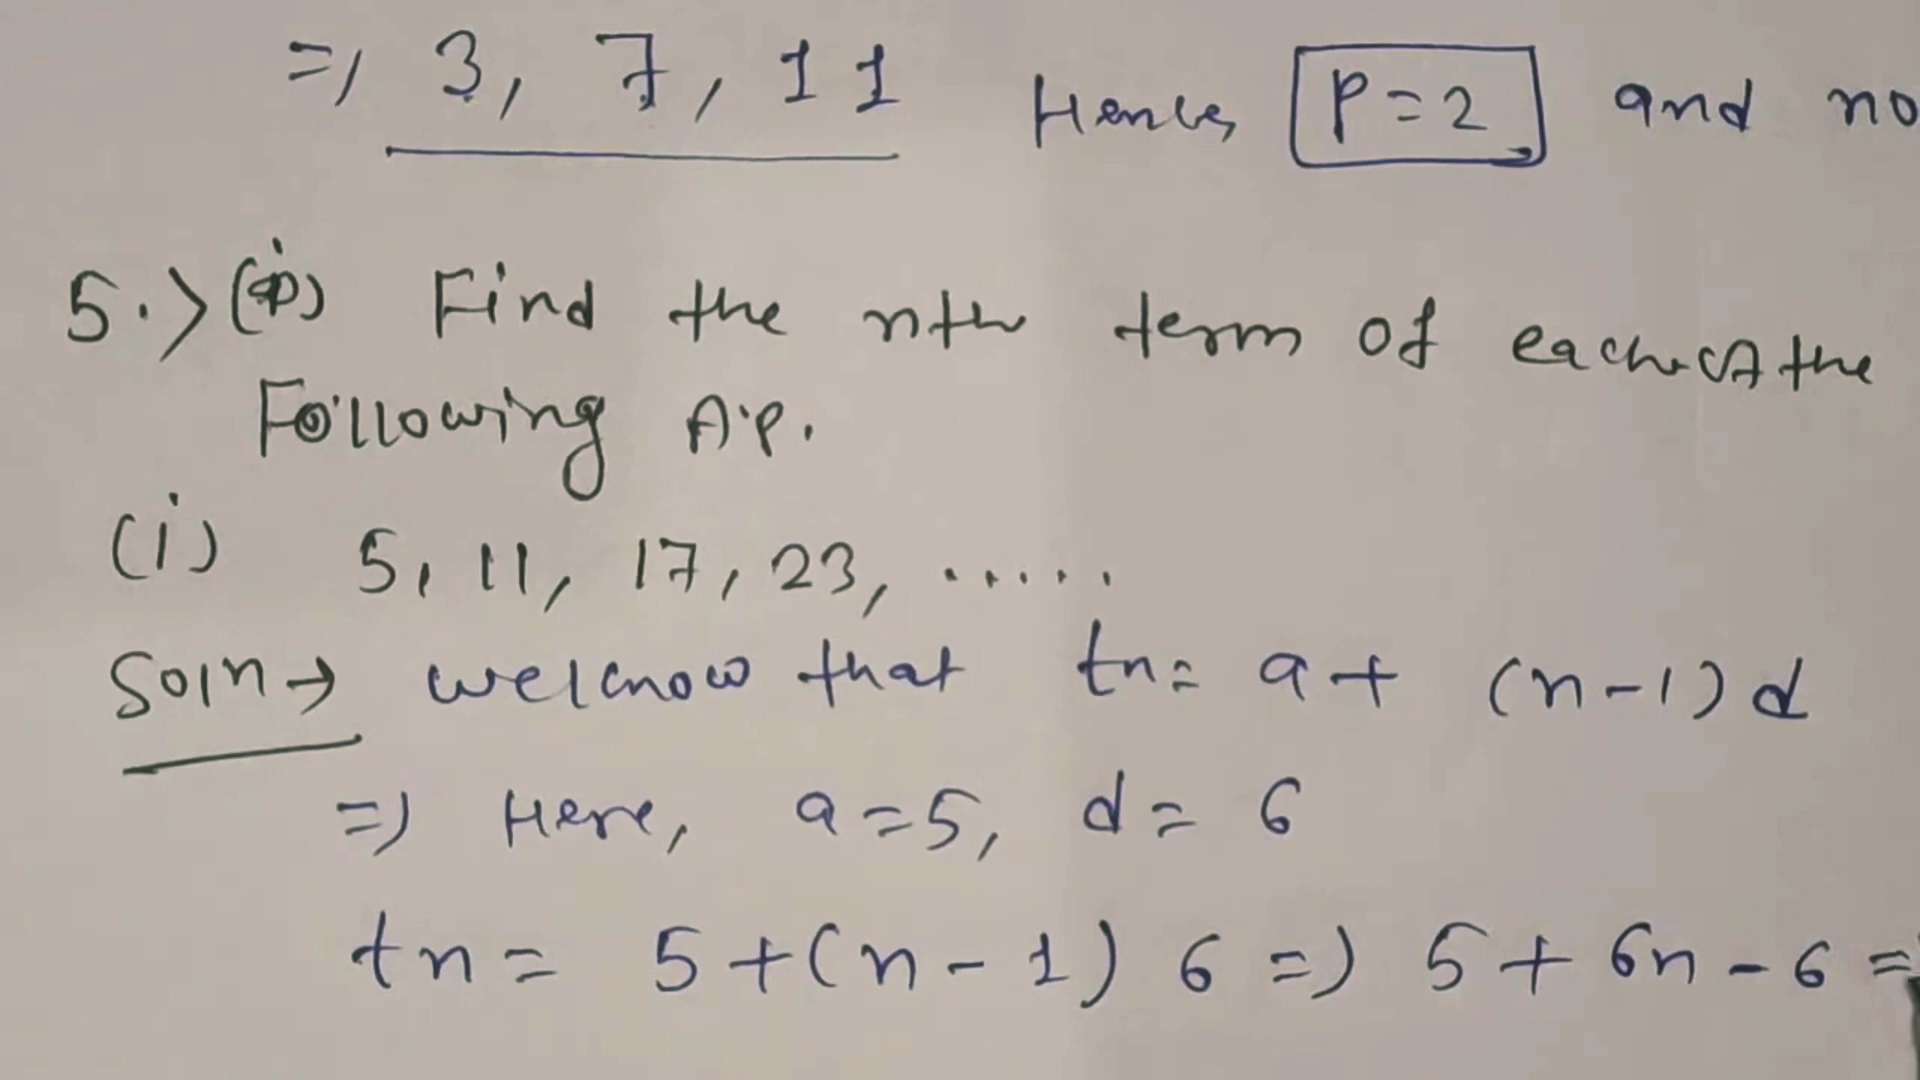 =) 3, 7, 11 Hence, P=2 and no
5.> (i) Find the nth term of each of the
Following A.P.
(i) 5, 11, 17, 23, .....
Soln → we know that tn = a + (n-1)d
=) Here, a=5, d= 6
tn = 5+(n-1) 6 =) 5+ 6n-6 =